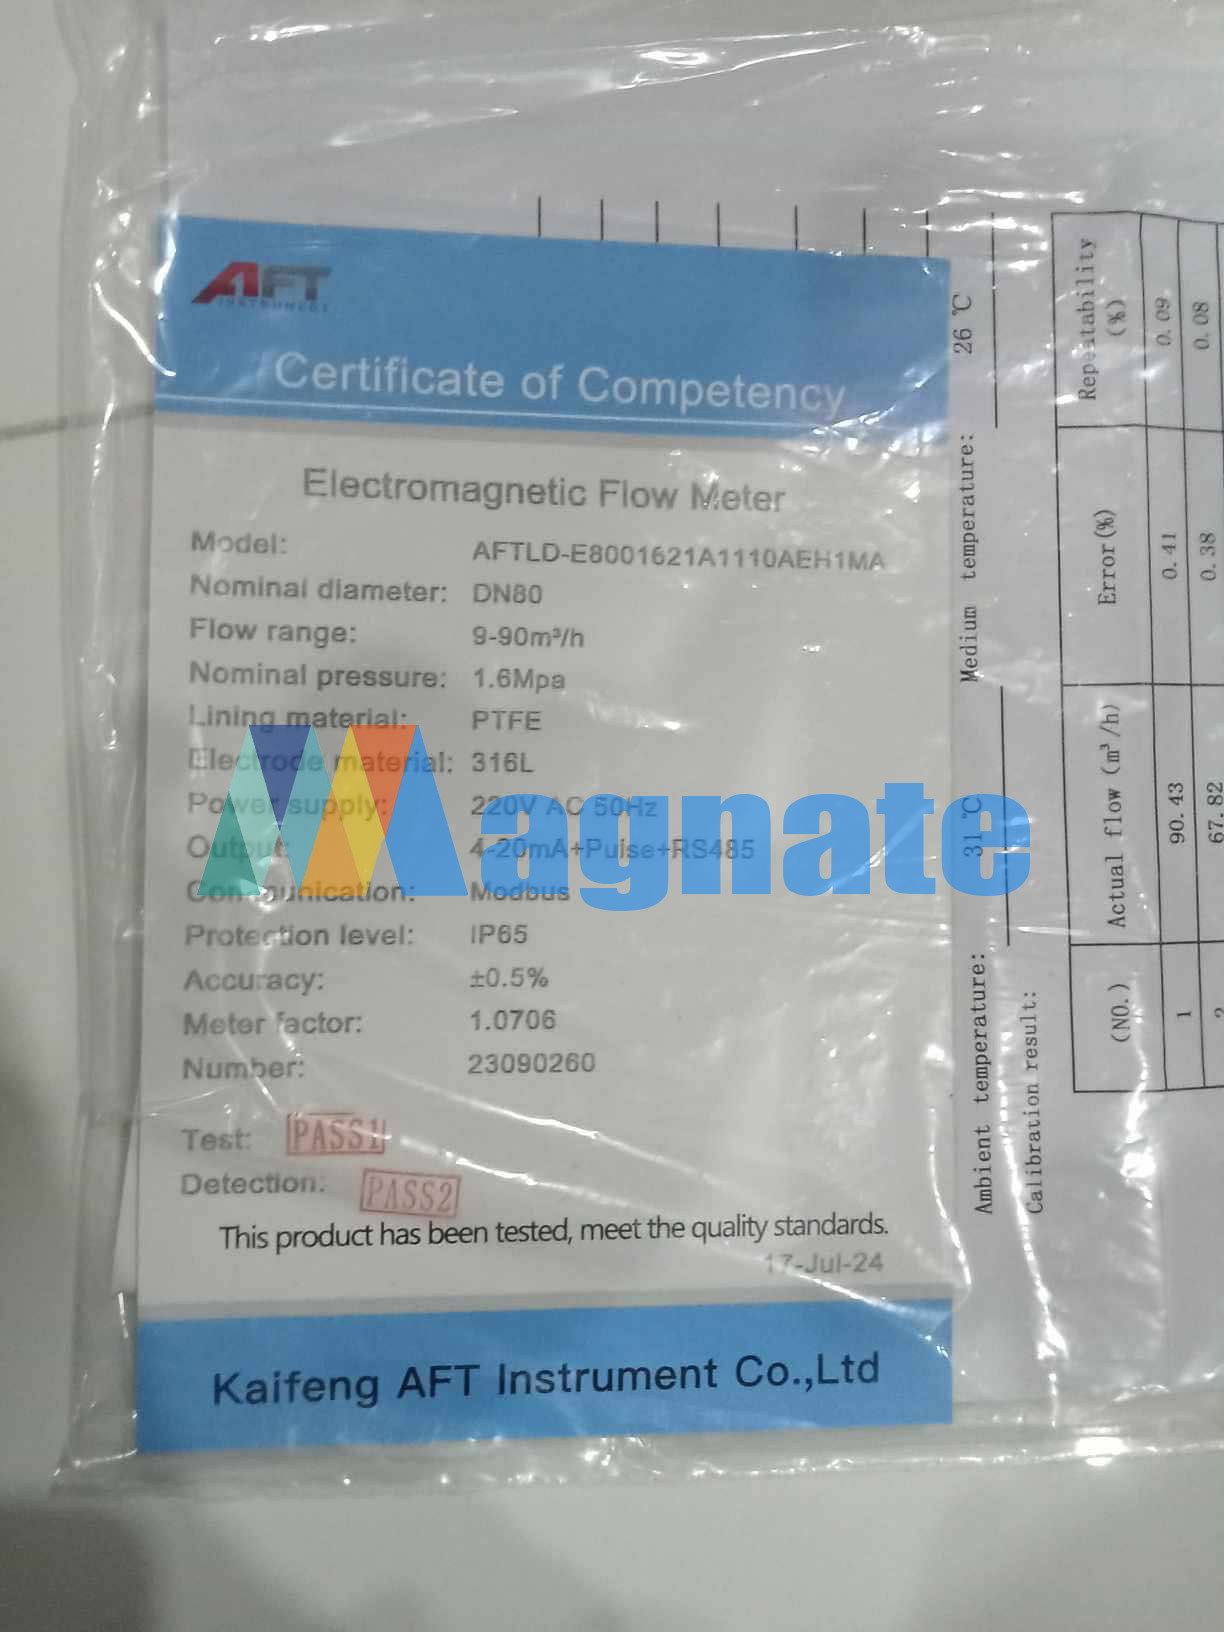 AFT
INSTRUMENT
Certificate of Competency
Electromagnetic Flow Meter
Model: AFTLD-E8001621A1110AEH1MA
Nominal diameter: DN80
Flow range: 9-90m³/h
Nominal pressure: 1.6Mpa
Lining material: PTFE
Electrode material: 316L
Power supply: 220V AC 50Hz
Output: 4-20mA+Pulse+RS485
Communication: Modbus
Protection level: IP65
Accuracy: ±0.5%
Meter factor: 1.0706
Number: 23090260
Test: PASS1
Detection: PASS2
This product has been tested, meet the quality standards.
17-Jul-24
Kaifeng AFT Instrument Co.,Ltd
Magnate
Ambient temperature: 31 ℃ Medium temperature: 26 ℃
Calibration result:
(NO.) Actual flow (m³/h) Error(%) Repeatability (%)
1 90.43 0.41 0.09
2 67.82 0.38 0.08